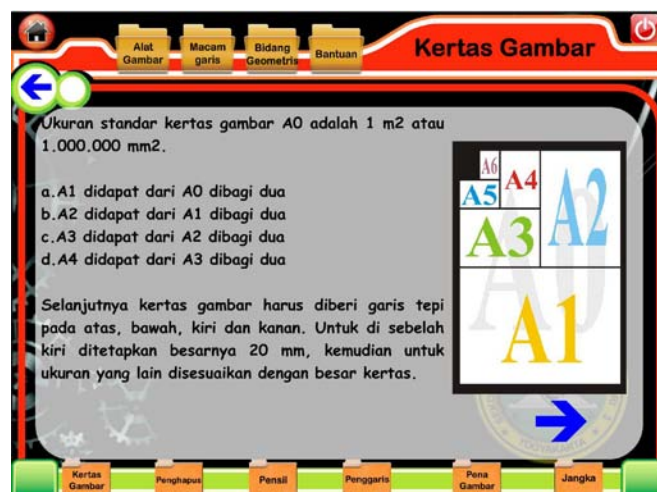 Alat
Gambar
Macam
garis
Bidang
Geometris
Bantuan
Kertas Gambar
Ukuran standar kertas gambar A0 adalah 1 m2 atau
1.000.000 mm2.
a.A1 didapat dari A0 dibagi dua
b.A2 didapat dari A1 dibagi dua
c.A3 didapat dari A2 dibagi dua
d.A4 didapat dari A3 dibagi dua
Selanjutnya kertas gambar harus diberi garis tepi
pada atas, bawah, kiri dan kanan. Untuk di sebelah
kiri ditetapkan besarnya 20 mm, kemudian untuk
ukuran yang lain disesuaikan dengan besar kertas.
A6
A5
A4
A3
A2
A0
A1
YOGYAKARTA
Kertas
Gambar
Penghapus
Pensil
Penggaris
Pena
Gambar
Jangka